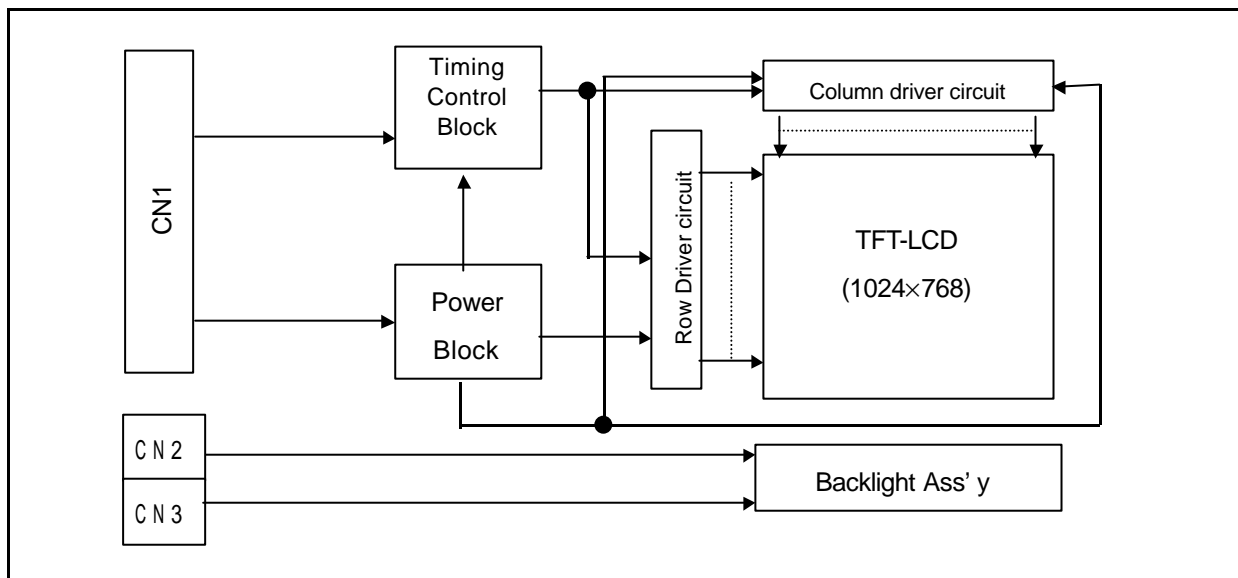 CN1
Timing
Control
Block
Power
Block
Row Driver circuit
Column driver circuit
TFT-LCD
(1024×768)
CN2
CN3
Backlight Ass' y